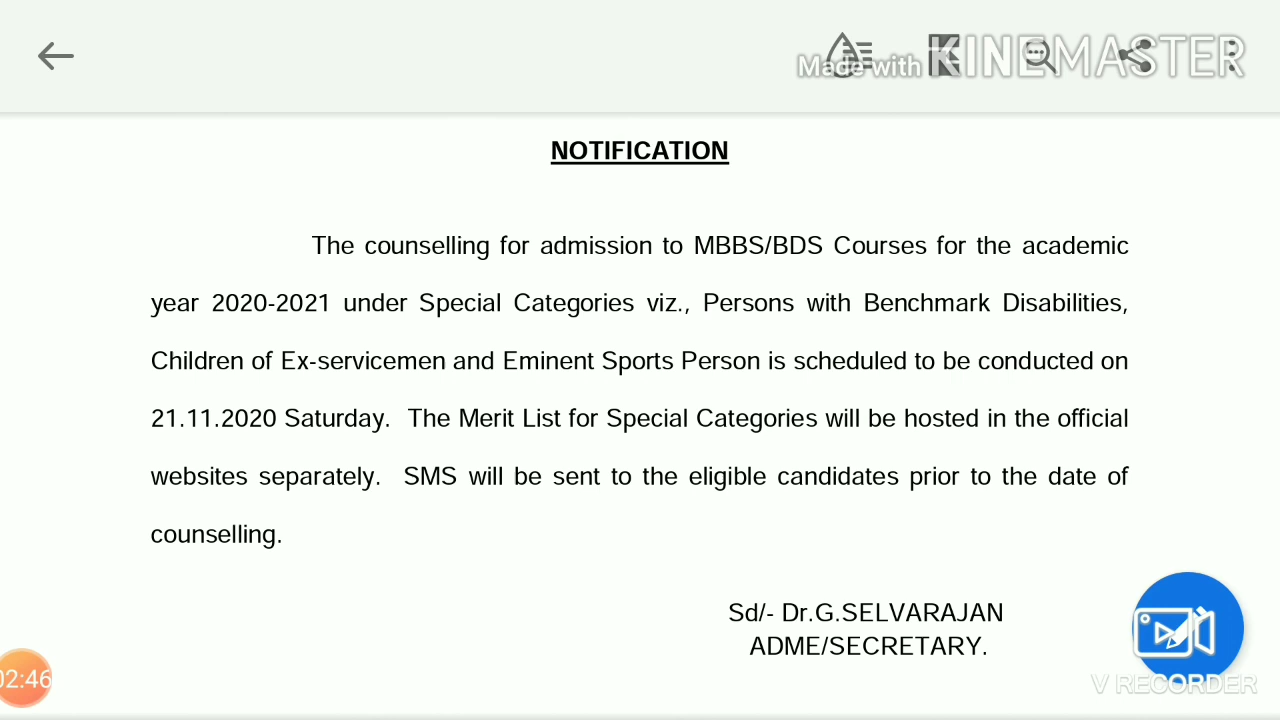 Made with KINEMASTER
NOTIFICATION
The counselling for admission to MBBS/BDS Courses for the academic
year 2020-2021 under Special Categories viz., Persons with Benchmark Disabilities,
Children of Ex-servicemen and Eminent Sports Person is scheduled to be conducted on
21.11.2020 Saturday. The Merit List for Special Categories will be hosted in the official
websites separately. SMS will be sent to the eligible candidates prior to the date of
counselling.
Sd/- Dr.G.SELVARAJAN
ADME/SECRETARY.
02:46
V RECORDER